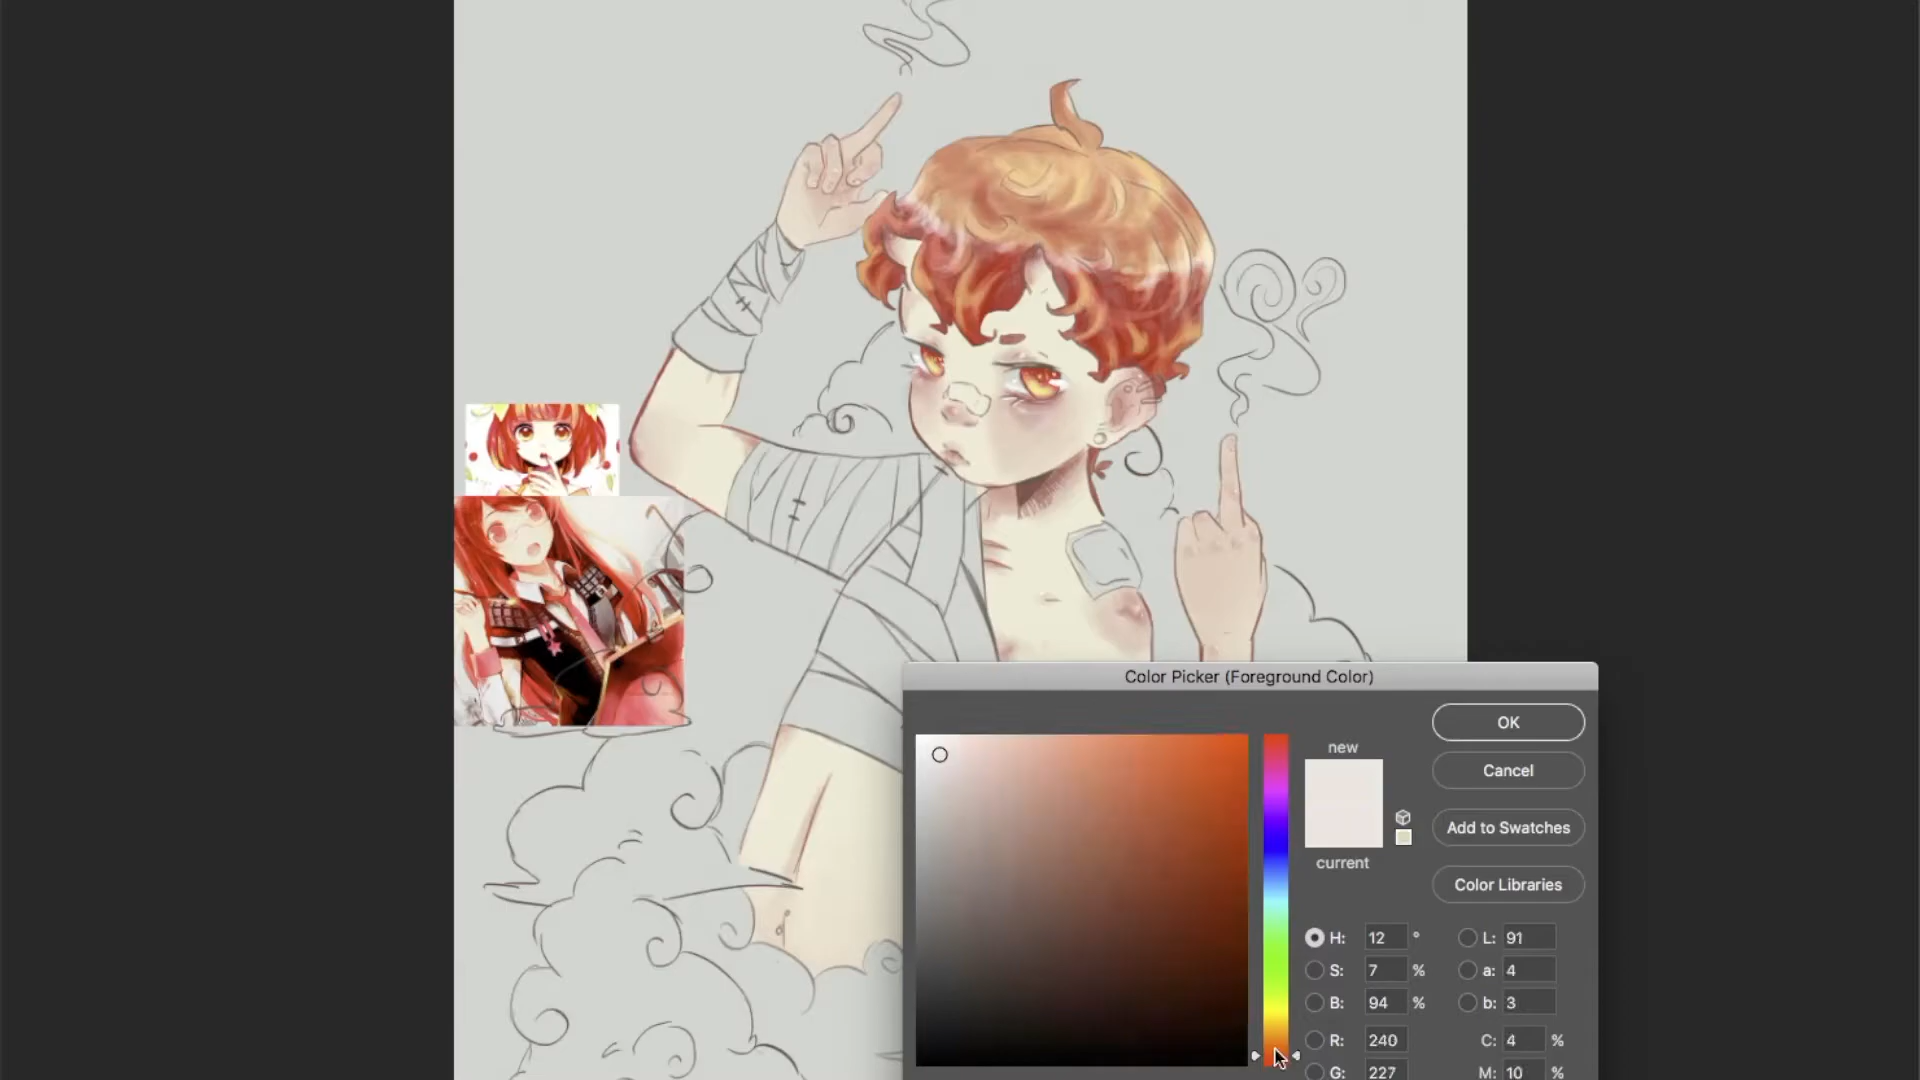 Color Picker (Foreground Color)
OK
new
Cancel
Add to Swatches
current
Color Libraries
H: 12 ° L: 91
S: 7 % a: 4
B: 94 % b: 3
R: 240 C: 4 %
G: 227 M: 10 %